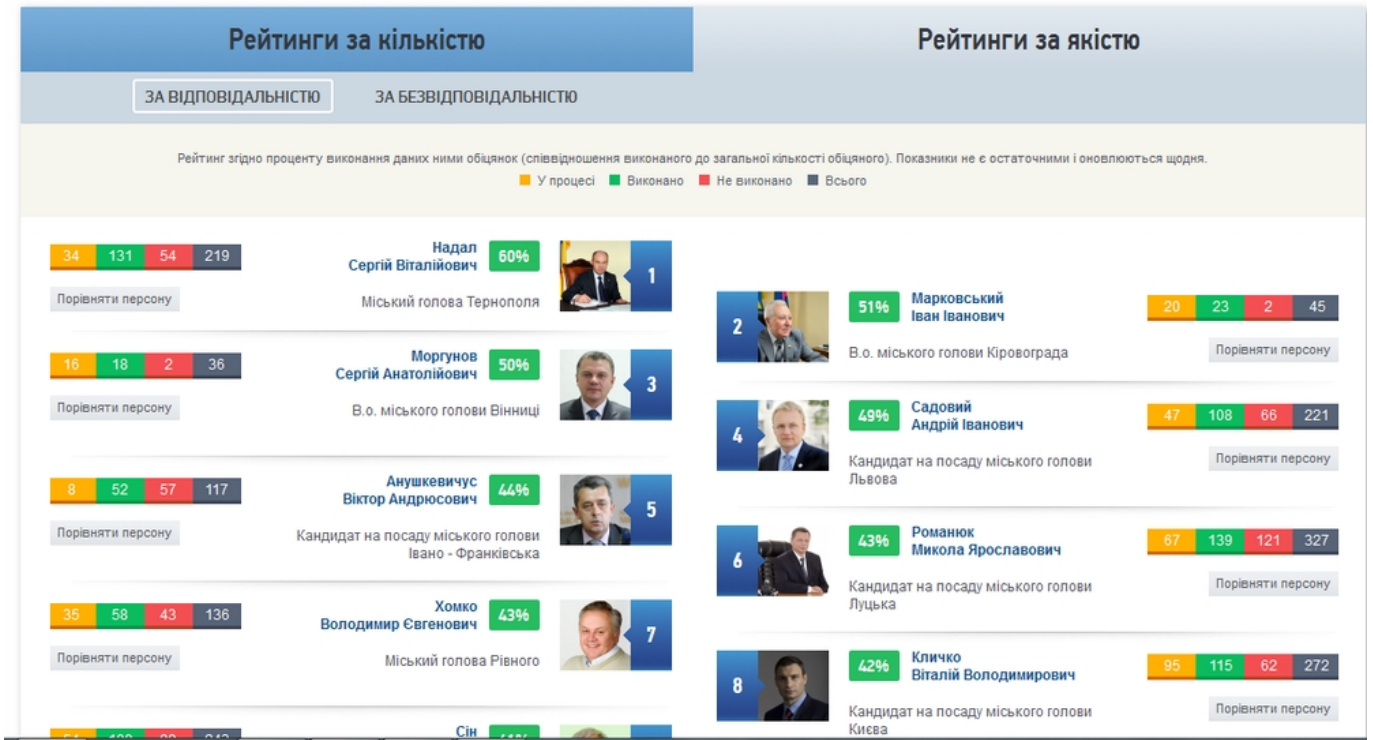 Рейтинги за кількістю
Рейтинги за якістю
ЗА ВІДПОВІДАЛЬНІСТЮ
ЗА БЕЗВІДПОВІДАЛЬНІСТЮ
Рейтинг згідно проценту виконання даних ними обіцянок (співвідношення виконаного до загальної кількості обіцяного). Показники не є остаточними і оновлюються щодня.
У процесі Виконано Не виконано Всього
34 131 54 219
Порівняти персону
Надал
Сергій Віталійович
60%
Міський голова Тернополя
1
2
51%
Марковський
Іван Іванович
В.о. міського голови Кіровограда
20 23 2 45
Порівняти персону
16 18 2 36
Порівняти персону
Моргунов
Сергій Анатолійович
50%
В.о. міського голови Вінниці
3
4
49%
Садовий
Андрій Іванович
Кандидат на посаду міського голови
Львова
47 108 66 221
Порівняти персону
8 52 57 117
Порівняти персону
Анушкевичус
Віктор Андрюсович
44%
Кандидат на посаду міського голови
Івано - Франківська
5
6
43%
Романюк
Микола Ярославович
Кандидат на посаду міського голови
Луцька
67 139 121 327
Порівняти персону
35 58 43 136
Порівняти персону
Хомко
Володимир Євгенович
43%
Міський голова Рівного
7
8
42%
Кличко
Віталій Володимирович
Кандидат на посаду міського голови
Києва
95 115 62 272
Порівняти персону
Сін